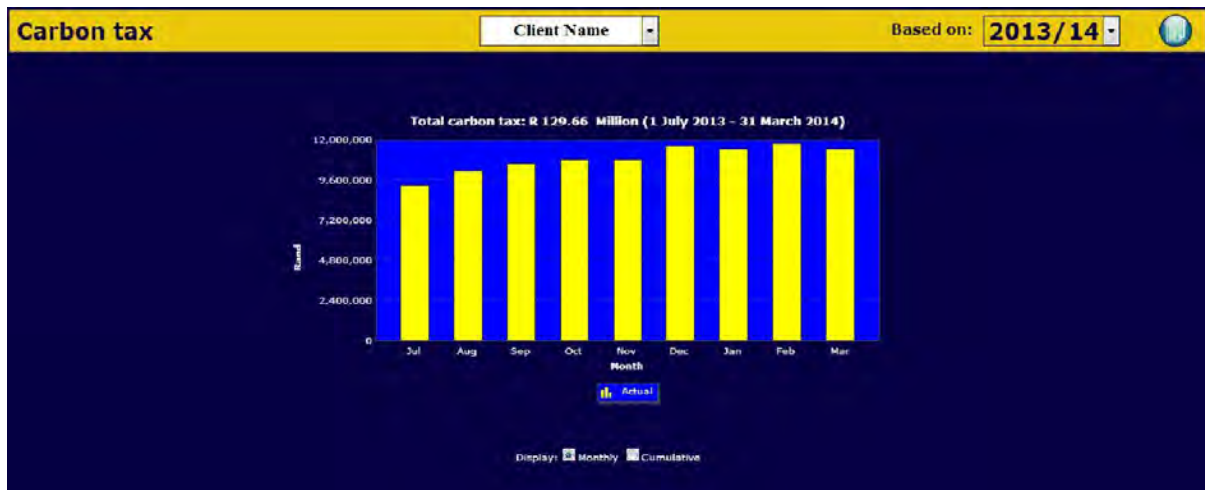 Carbon tax Client Name Based on: 2013/14
Total carbon tax: R 129.66 Million (1 July 2013 - 31 March 2014)
12,000,000
9,600,000
7,200,000
Rand
4,800,000
2,400,000
0
Jul Aug Sep Oct Nov Dec Jan Feb Mar
Month
Actual
Display: Monthly Cumulative